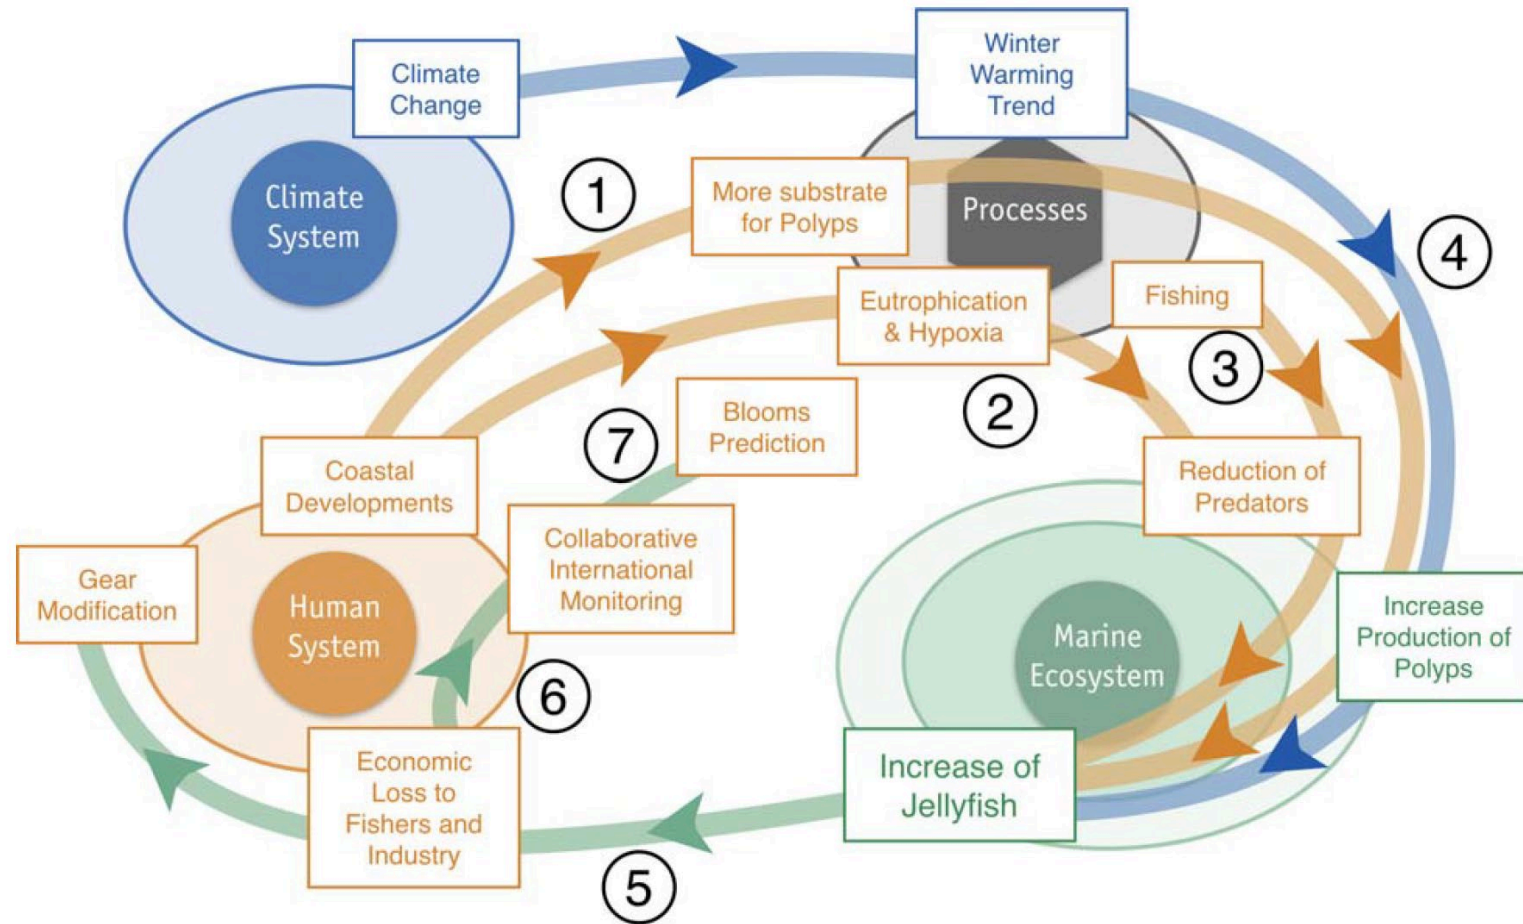 Climate
Change
Winter
Warming
Trend
Climate
System
1
More substrate
for Polyps
Processes
4
Eutrophication
& Hypoxia
Fishing
3
2
7
Blooms
Prediction
Coastal
Developments
Reduction of
Predators
Collaborative
International
Monitoring
Gear
Modification
Human
System
Marine
Ecosystem
Increase
Production of
Polyps
6
Economic
Loss to
Fishers and
Industry
Increase of
Jellyfish
5